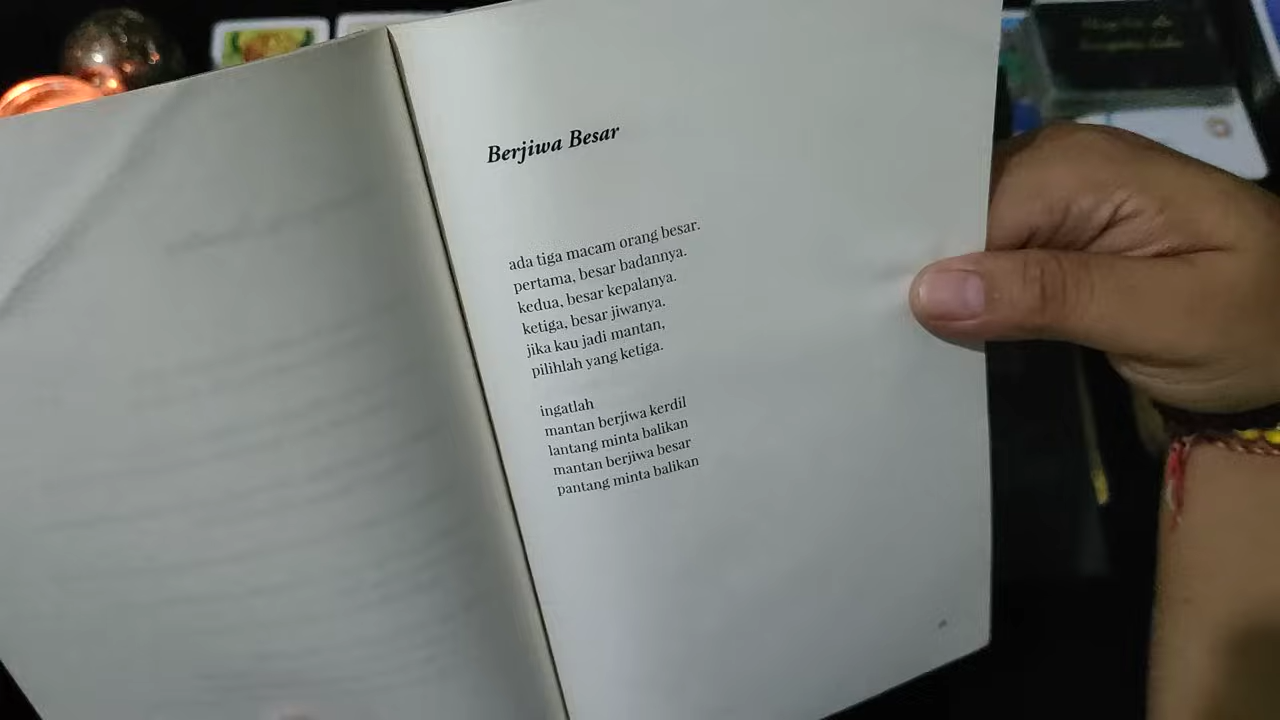 Berjiwa Besar
ada tiga macam orang besar.
pertama, besar badannya.
kedua, besar kepalanya.
ketiga, besar jiwanya.
jika kau jadi mantan,
pilihlah yang ketiga.
ingatlah
mantan berjiwa kerdil
lantang minta balikan
mantan berjiwa besar
pantang minta balikan